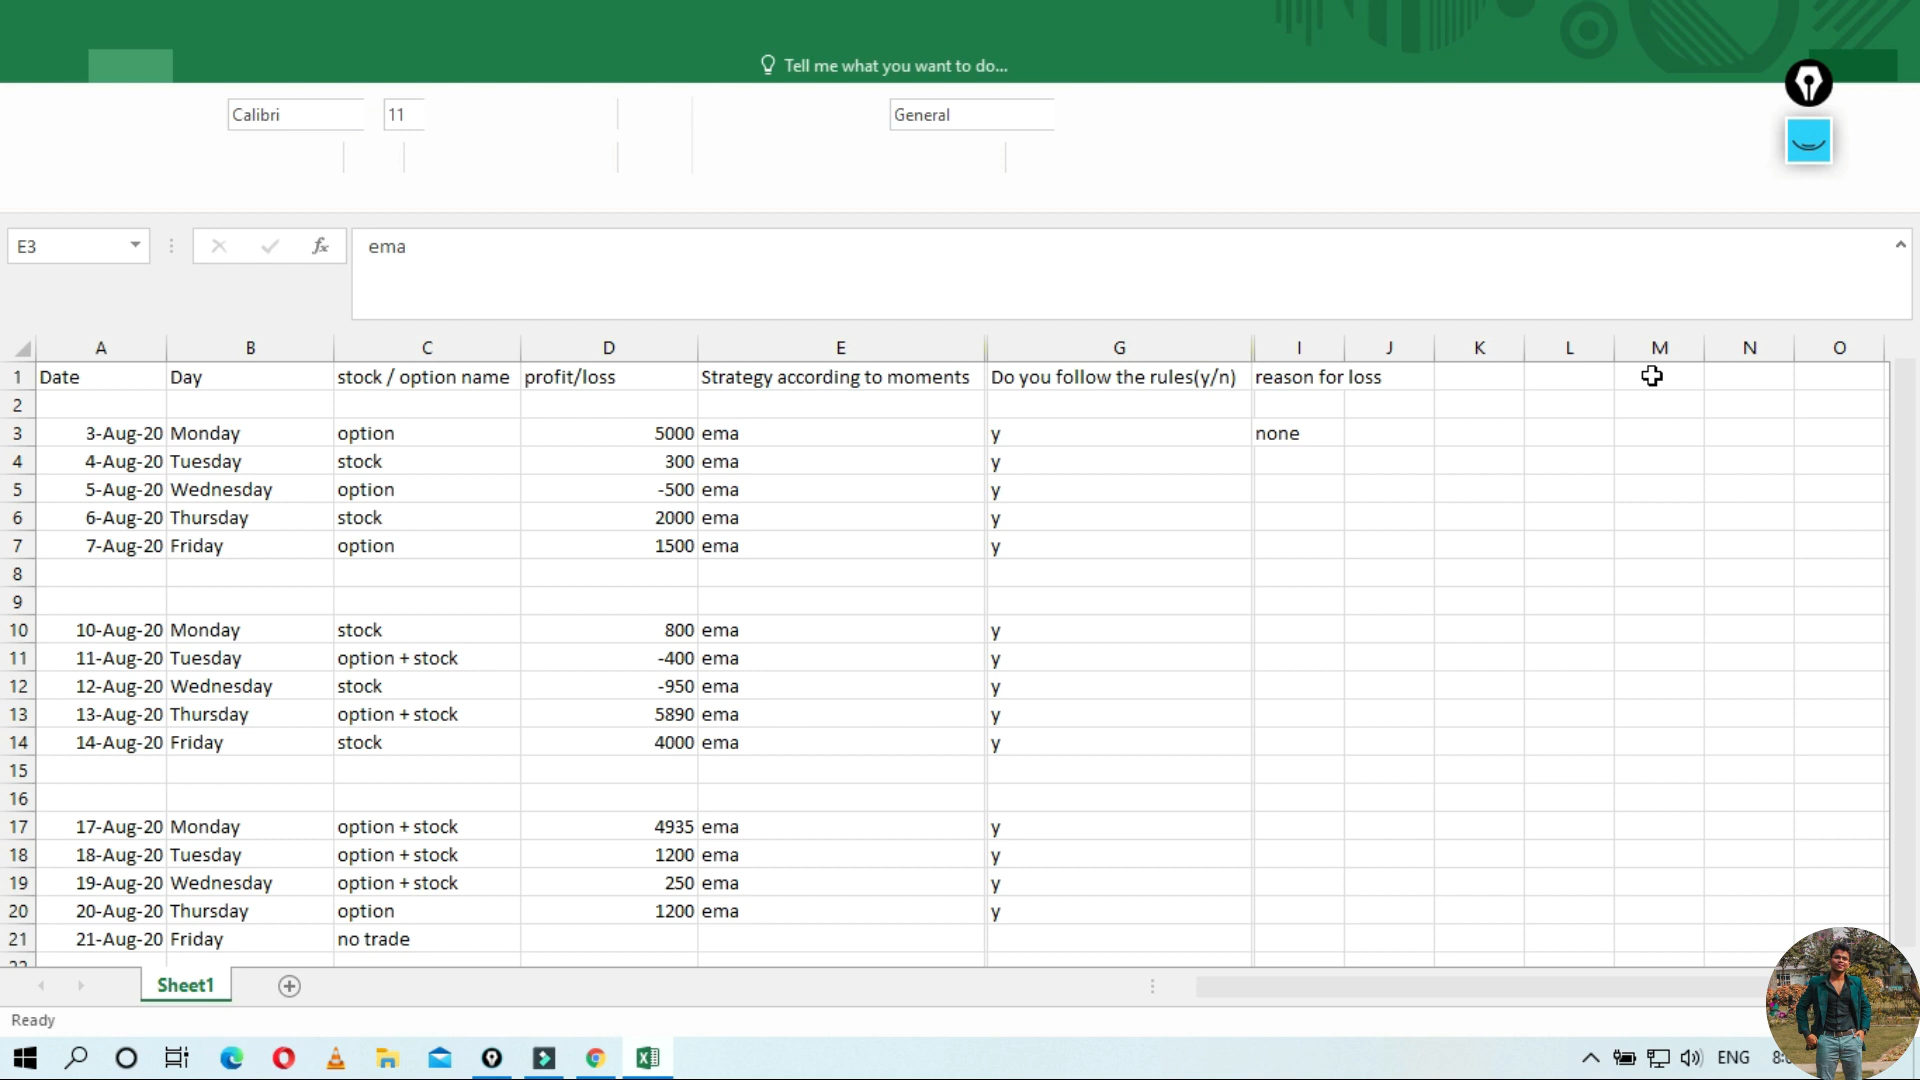 Tell me what you want to do...
Calibri 11 General
E3 fx ema
A B C D E G I J K L M N O
1 Date Day stock / option name profit/loss Strategy according to moments Do you follow the rules(y/n) reason for loss
2
3 3-Aug-20 Monday option 5000 ema y none
4 4-Aug-20 Tuesday stock 300 ema y
5 5-Aug-20 Wednesday option -500 ema y
6 6-Aug-20 Thursday stock 2000 ema y
7 7-Aug-20 Friday option 1500 ema y
8
9
10 10-Aug-20 Monday stock 800 ema y
11 11-Aug-20 Tuesday option + stock -400 ema y
12 12-Aug-20 Wednesday stock -950 ema y
13 13-Aug-20 Thursday option + stock 5890 ema y
14 14-Aug-20 Friday stock 4000 ema y
15
16
17 17-Aug-20 Monday option + stock 4935 ema y
18 18-Aug-20 Tuesday option + stock 1200 ema y
19 19-Aug-20 Wednesday option + stock 250 ema y
20 20-Aug-20 Thursday option 1200 ema y
21 21-Aug-20 Friday no trade
Sheet1
Ready
ENG